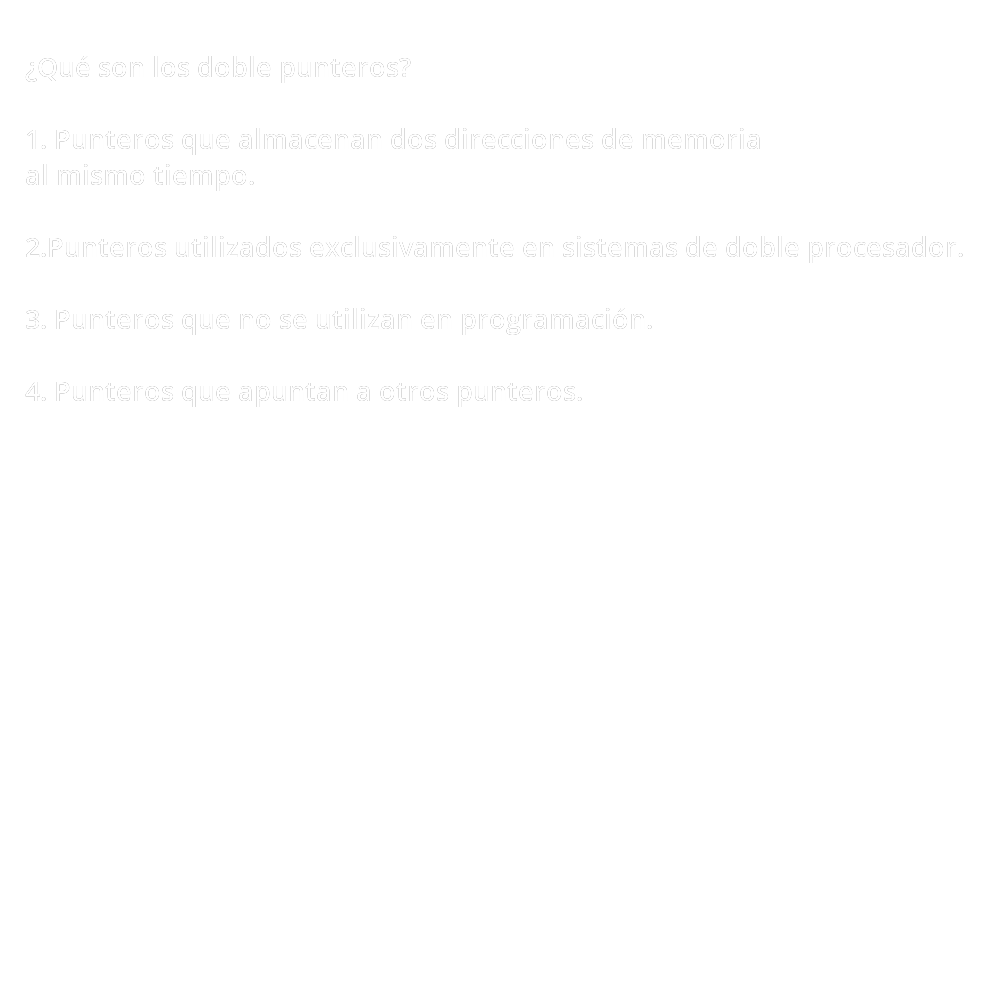 ¿Qué son los doble punteros?
1. Punteros que almacenan dos direcciones de memoria
al mismo tiempo.
2.Punteros utilizados exclusivamente en sistemas de doble procesador.
3. Punteros que no se utilizan en programación.
4. Punteros que apuntan a otros punteros.